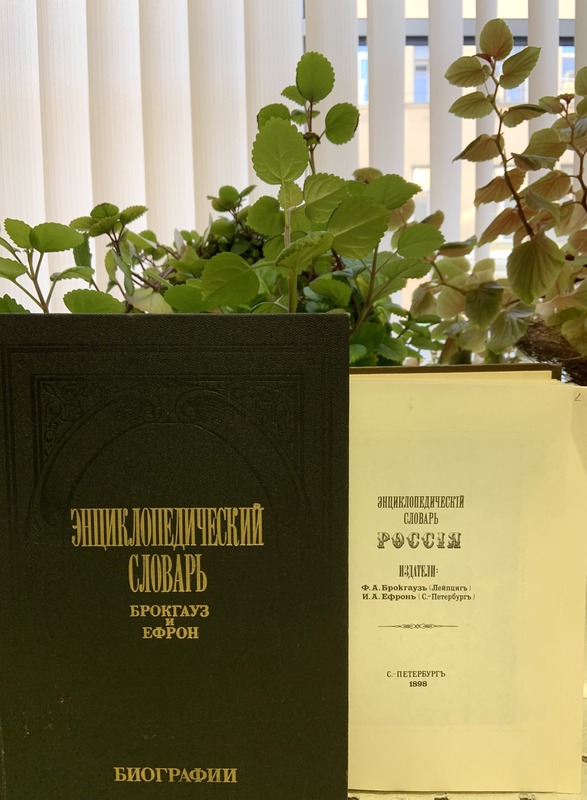 ЭНЦИКЛОПЕДИЧЕСКИЙ
СЛОВАРЬ
БРОКГАУЗ
И
ЕФРОН
БИОГРАФИИ
ЭНЦИКЛОПЕДИЧЕСКІЙ
СЛОВАРЬ
РОССІЯ
ИЗДАТЕЛИ:
Ф. А. Брокгаузъ (Лейпцигъ)
И. А. Ефронъ (С.-Петербургъ)
С.-ПЕТЕРБУРГЪ
1898